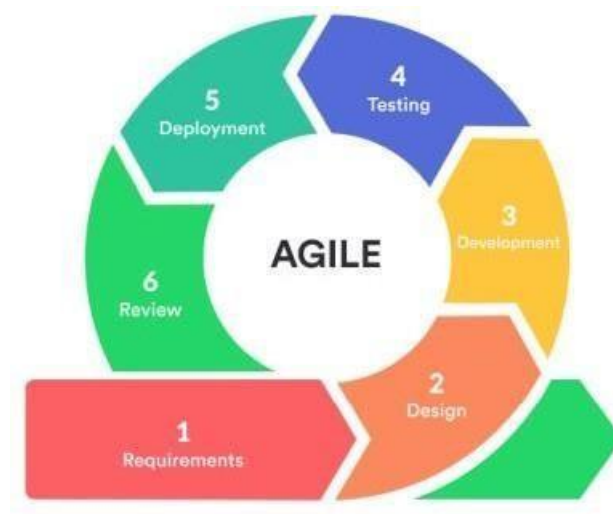 1
Requirements
2
Design
3
Development
4
Testing
5
Deployment
6
Review
AGILE